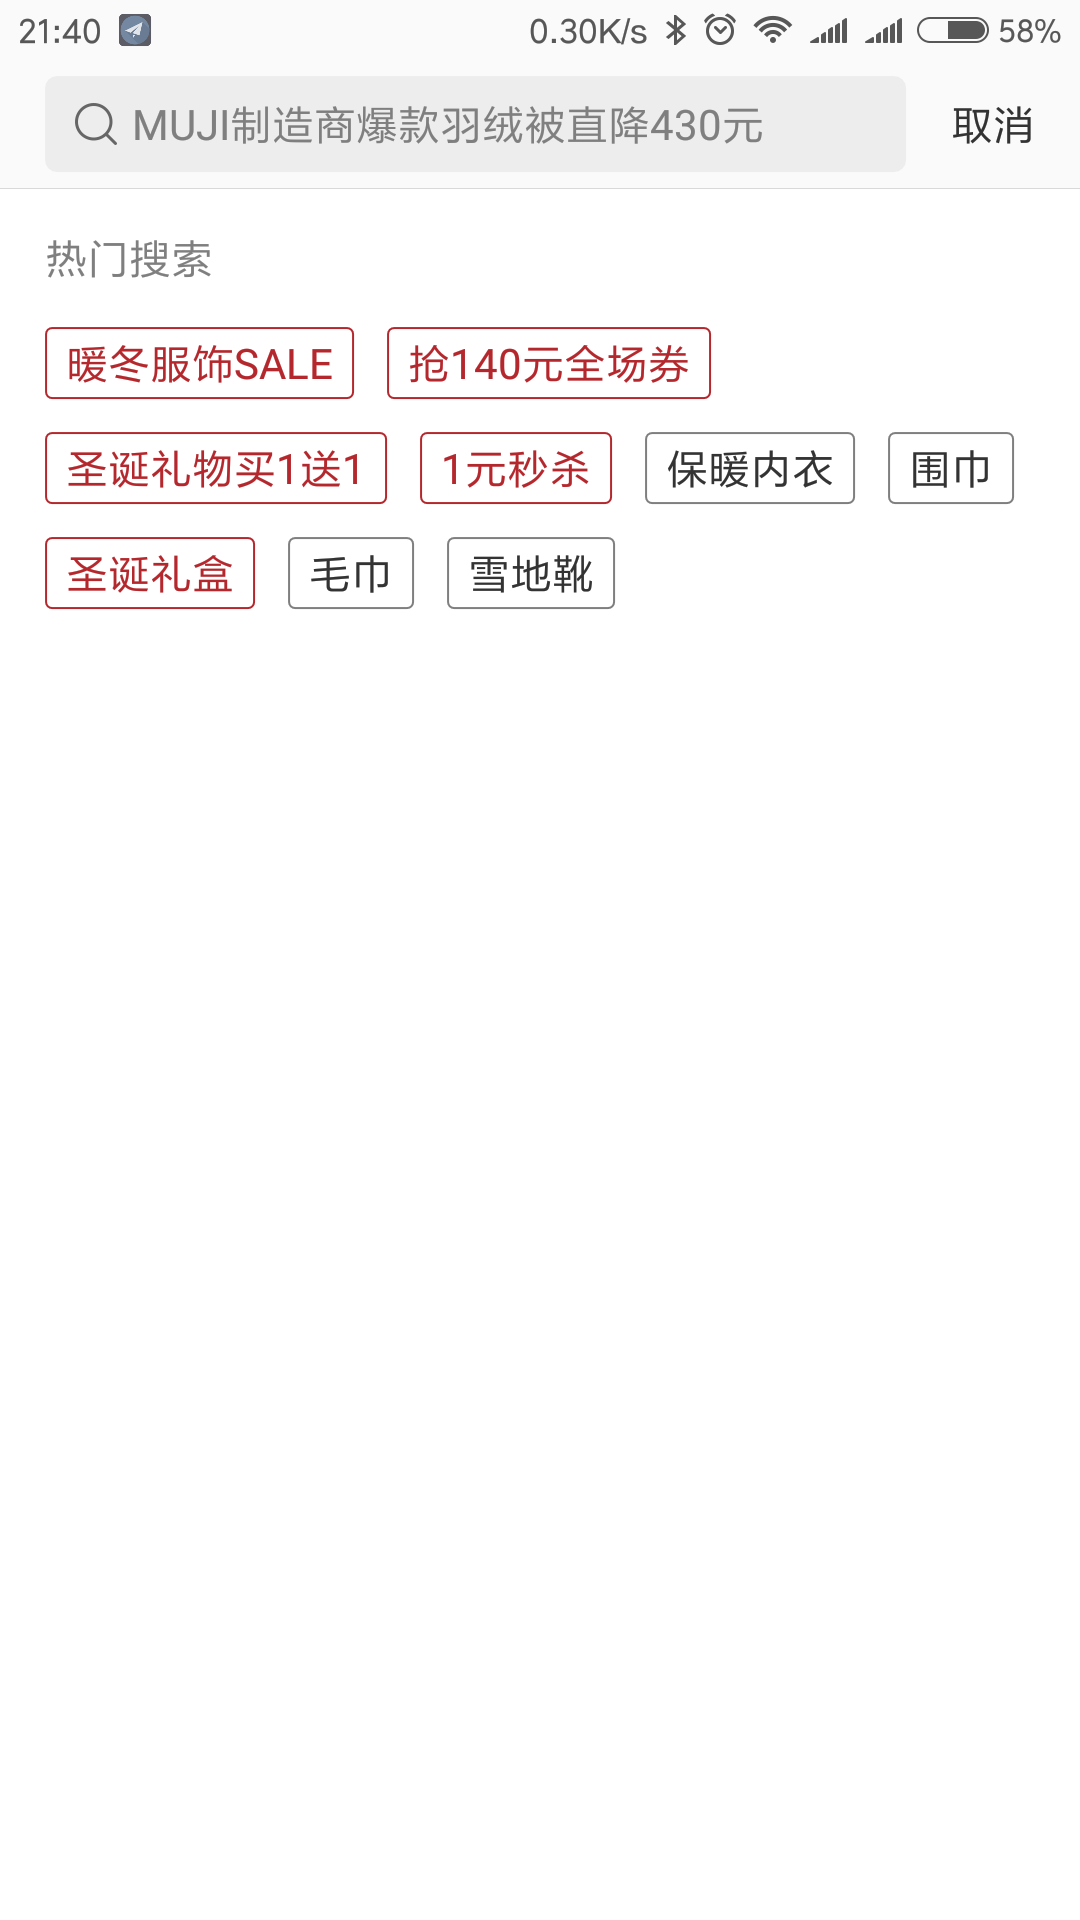 21:40 0.30K/s 58%
MUJI制造商爆款羽绒被直降430元 取消
热门搜索
暖冬服饰SALE 抢140元全场券
圣诞礼物买1送1 1元秒杀 保暖内衣 围巾
圣诞礼盒 毛巾 雪地靴